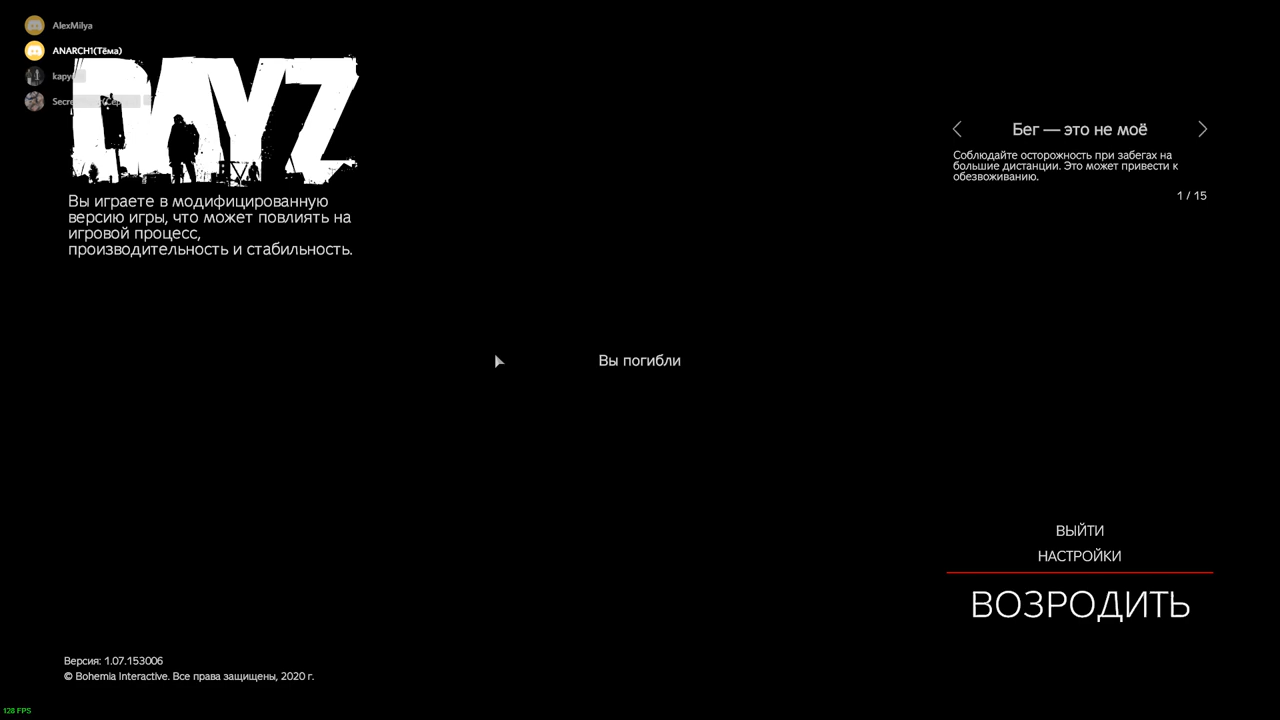 AlexMilya
ANARCH1(Тёма)
DAYZ
Вы играете в модифицированную
версию игры, что может повлиять на
игровой процесс,
производительность и стабильность.
Бег — это не моё
Соблюдайте осторожность при забегах на
большие дистанции. Это может привести к
обезвоживанию.
1 / 15
Вы погибли
ВЫЙТИ
НАСТРОЙКИ
ВОЗРОДИТЬ
Версия: 1.07.153006
© Bohemia Interactive. Все права защищены, 2020 г.
128 FPS